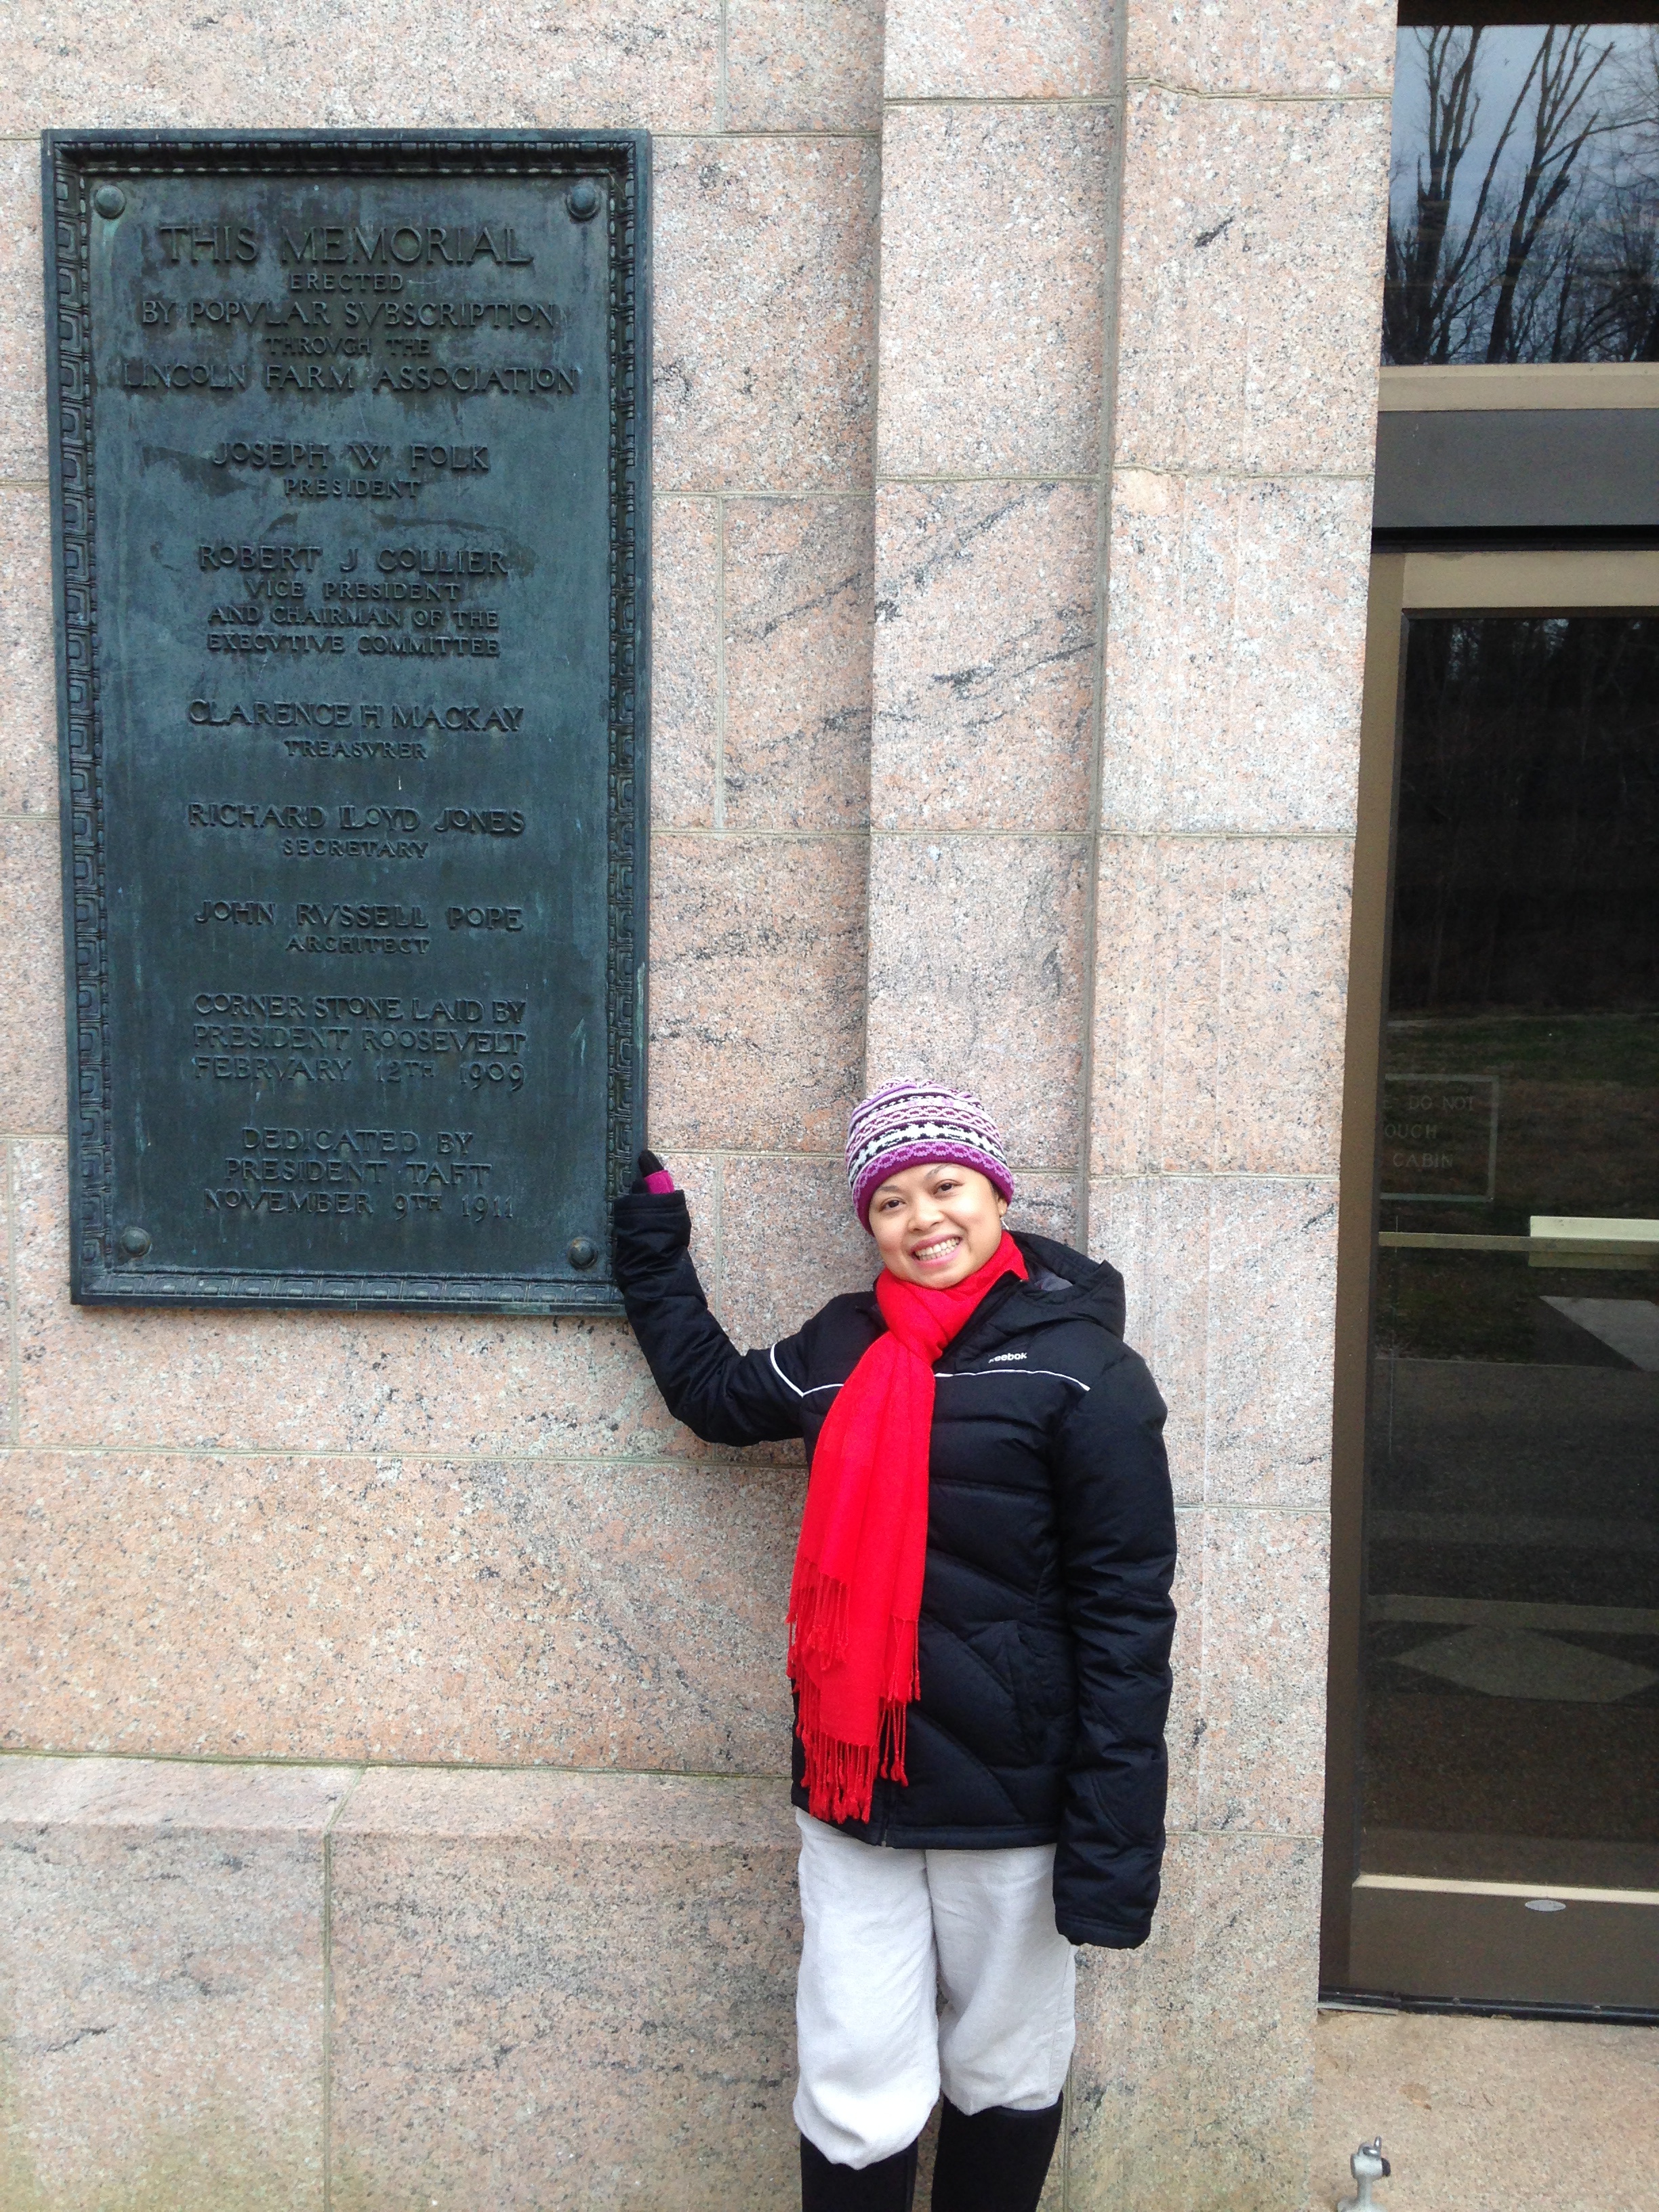 THIS MEMORIAL
ERECTED
BY POPVLAR SVBSCRIPTION
THROVGH THE
LINCOLN FARM ASSOCIATION
JOSEPH W FOLK
PRESIDENT
ROBERT J COLLIER
VICE PRESIDENT
AND CHAIRMAN OF THE
EXECVTIVE COMMITTEE
CLARENCE H MACKAY
TREASVRER
RICHARD LLOYD JONES
SECRETARY
JOHN RVSSELL POPE
ARCHITECT
CORNER STONE LAID BY
PRESIDENT ROOSEVELT
FEBRVARY 12TH 1909
DEDICATED BY
PRESIDENT TAFT
NOVEMBER 9TH 1911
Reebok
DO NOT
OUCH
CABIN